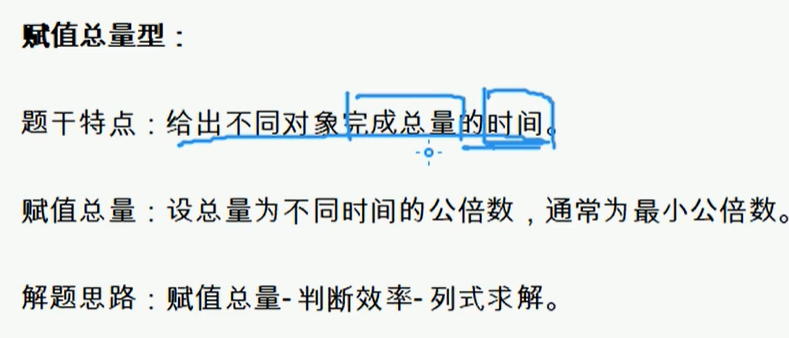 赋值总量型：
题干特点：给出不同对象完成总量的时间。
赋值总量：设总量为不同时间的公倍数，通常为最小公倍数。
解题思路：赋值总量-判断效率-列式求解。